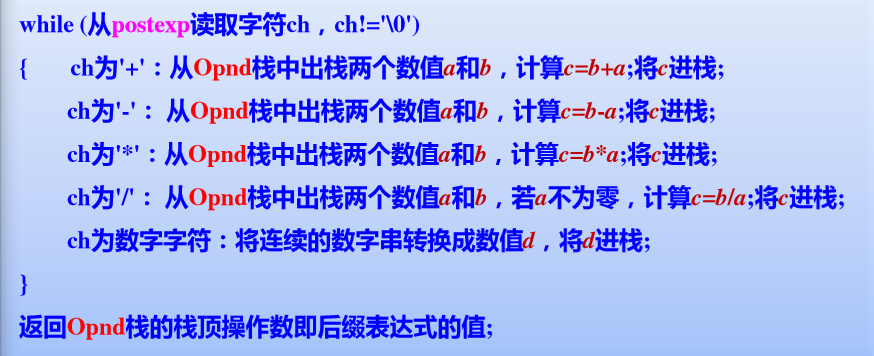 while (从postexp读取字符ch，ch!='\0')
{ ch为'+'：从Opnd栈中出栈两个数值a和b，计算c=b+a;将c进栈;
ch为'-'： 从Opnd栈中出栈两个数值a和b，计算c=b-a;将c进栈;
ch为'*'：从Opnd栈中出栈两个数值a和b，计算c=b*a;将c进栈;
ch为'/'： 从Opnd栈中出栈两个数值a和b，若a不为零，计算c=b/a;将c进栈;
ch为数字字符：将连续的数字串转换成数值d，将d进栈;
}
返回Opnd栈的栈顶操作数即后缀表达式的值;